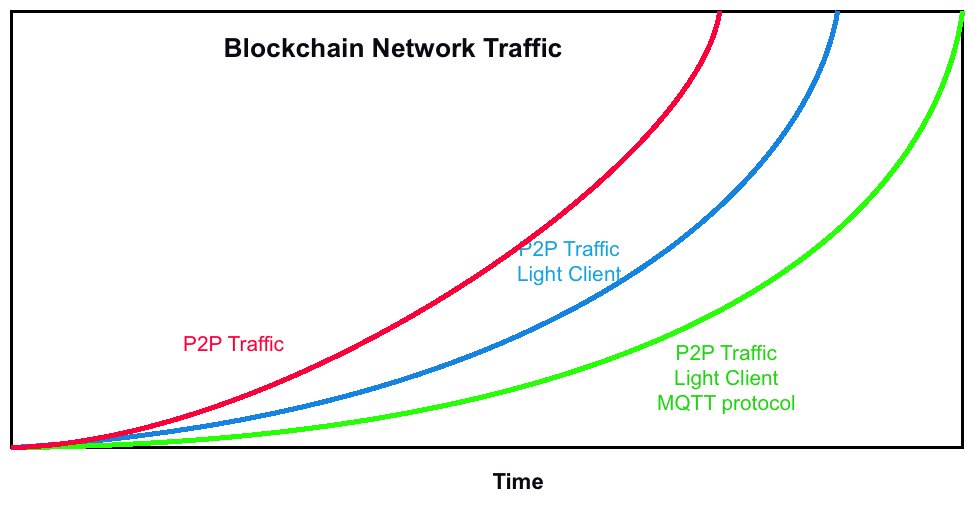 Blockchain Network Traffic
P2P Traffic
Light Client
P2P Traffic
P2P Traffic
Light Client
MQTT protocol
Time